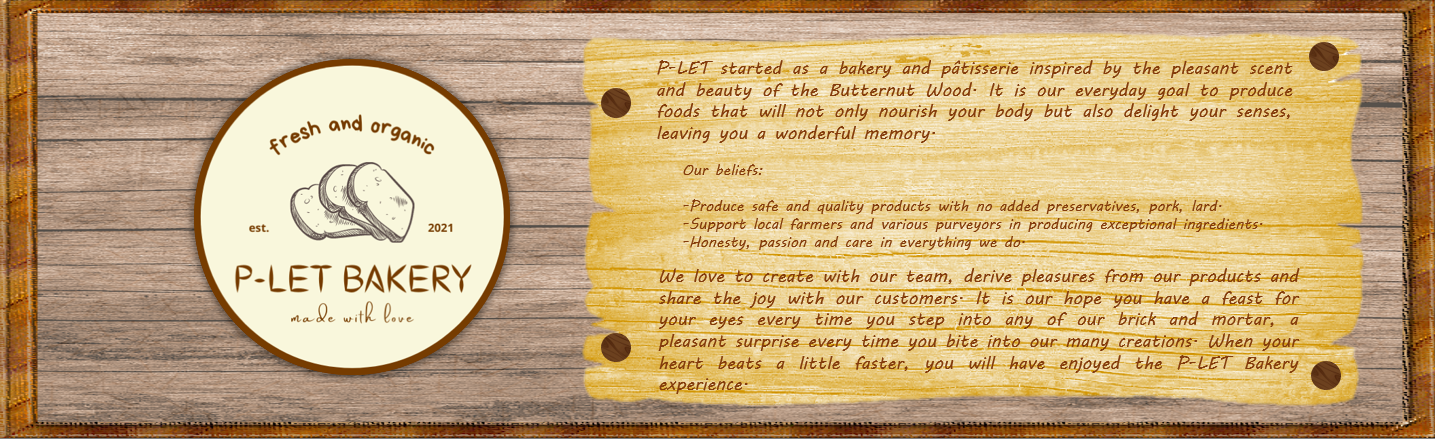 fresh and organic
est. 2021
P-LET BAKERY
made with love
P-LET started as a bakery and pâtisserie inspired by the pleasant scent
and beauty of the Butternut Wood. It is our everyday goal to produce
foods that will not only nourish your body but also delight your senses,
leaving you a wonderful memory.
Our beliefs:
-Produce safe and quality products with no added preservatives, pork, lard.
-Support local farmers and various purveyors in producing exceptional ingredients.
-Honesty, passion and care in everything we do.
We love to create with our team, derive pleasures from our products and
share the joy with our customers. It is our hope you have a feast for
your eyes every time you step into any of our brick and mortar, a
pleasant surprise every time you bite into our many creations. When your
heart beats a little faster, you will have enjoyed the P-LET Bakery
experience.